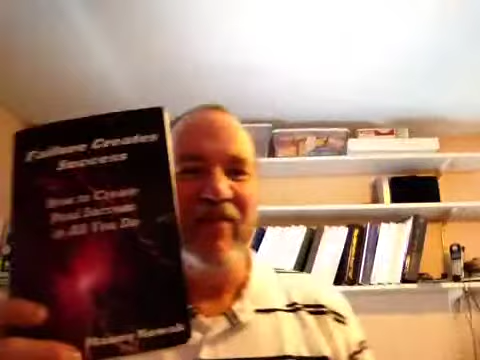 Failure Creates
Success
How to Create
Real Success
in All You Do